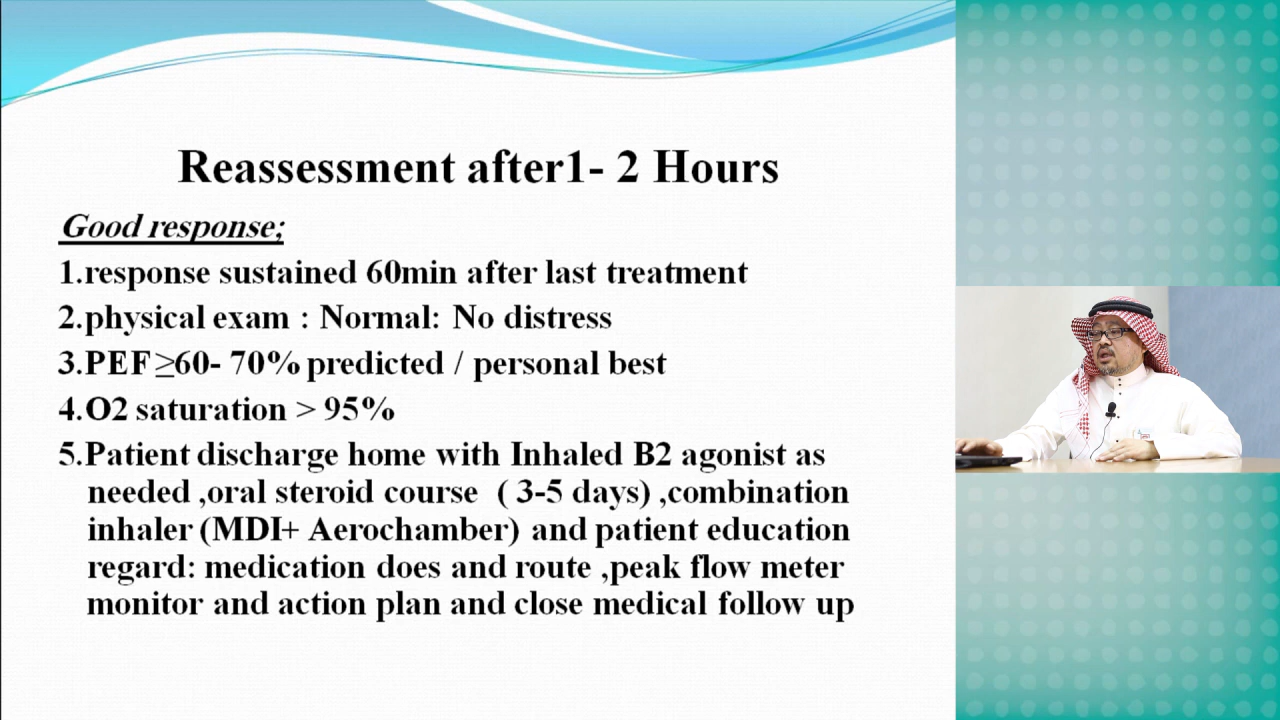 Reassessment after1- 2 Hours
Good response;
1.response sustained 60min after last treatment
2.physical exam : Normal: No distress
3.PEF≥60- 70% predicted / personal best
4.O2 saturation > 95%
5.Patient discharge home with Inhaled B2 agonist as
needed ,oral steroid course ( 3-5 days) ,combination
inhaler (MDI+ Aerochamber) and patient education
regard: medication does and route ,peak flow meter
monitor and action plan and close medical follow up